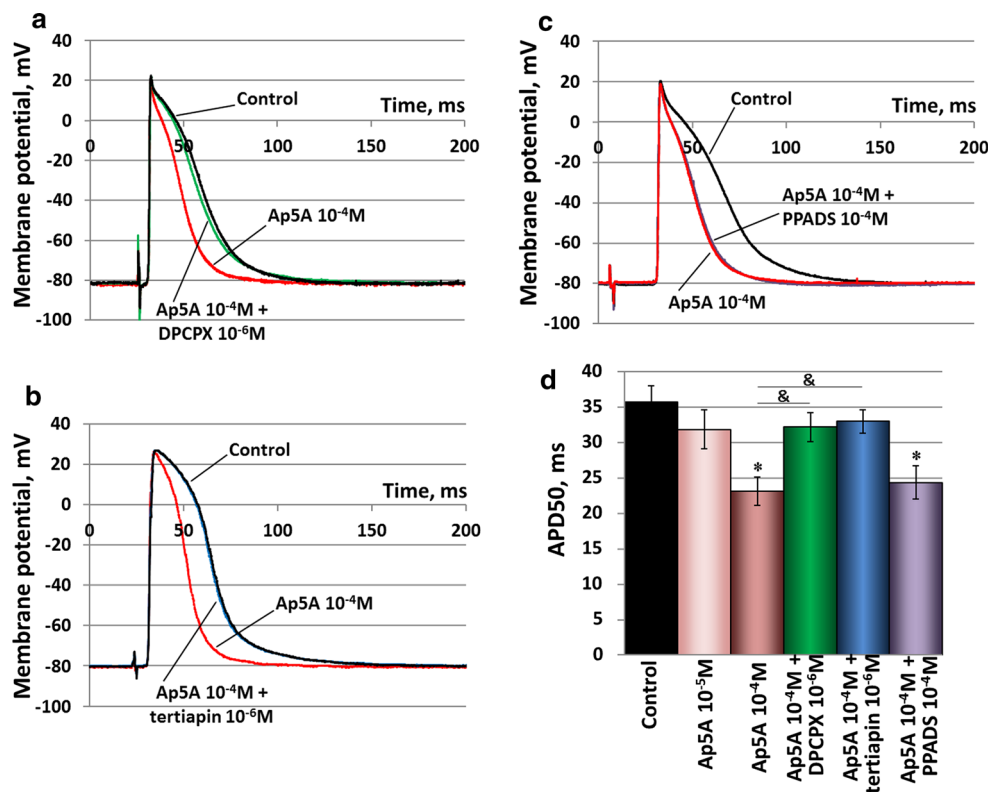 a
Membrane potential, mV
40
20
0
-20
-40
-60
-80
-100
Control
Time, ms
0
50
100
150
200
Ap5A 10⁻⁴M
Ap5A 10⁻⁴M +
DPCPX 10⁻⁶M
b
Membrane potential, mV
40
20
0
-20
-40
-60
-80
-100
Control
Time, ms
0
50
100
150
200
Ap5A 10⁻⁴M
Ap5A 10⁻⁴M +
tertiapin 10⁻⁶M
c
Membrane potential, mV
40
20
0
-20
-40
-60
-80
-100
Control
Time, ms
0
50
100
150
200
Ap5A 10⁻⁴M +
PPADS 10⁻⁴M
Ap5A 10⁻⁴M
d
APD50, ms
40
35
30
25
20
15
10
5
0
&
&
*
*
Control
Ap5A 10⁻⁵M
Ap5A 10⁻⁴M
Ap5A 10⁻⁴M +
DPCPX 10⁻⁶M
Ap5A 10⁻⁴M +
tertiapin 10⁻⁶M
Ap5A 10⁻⁴M +
PPADS 10⁻⁴M